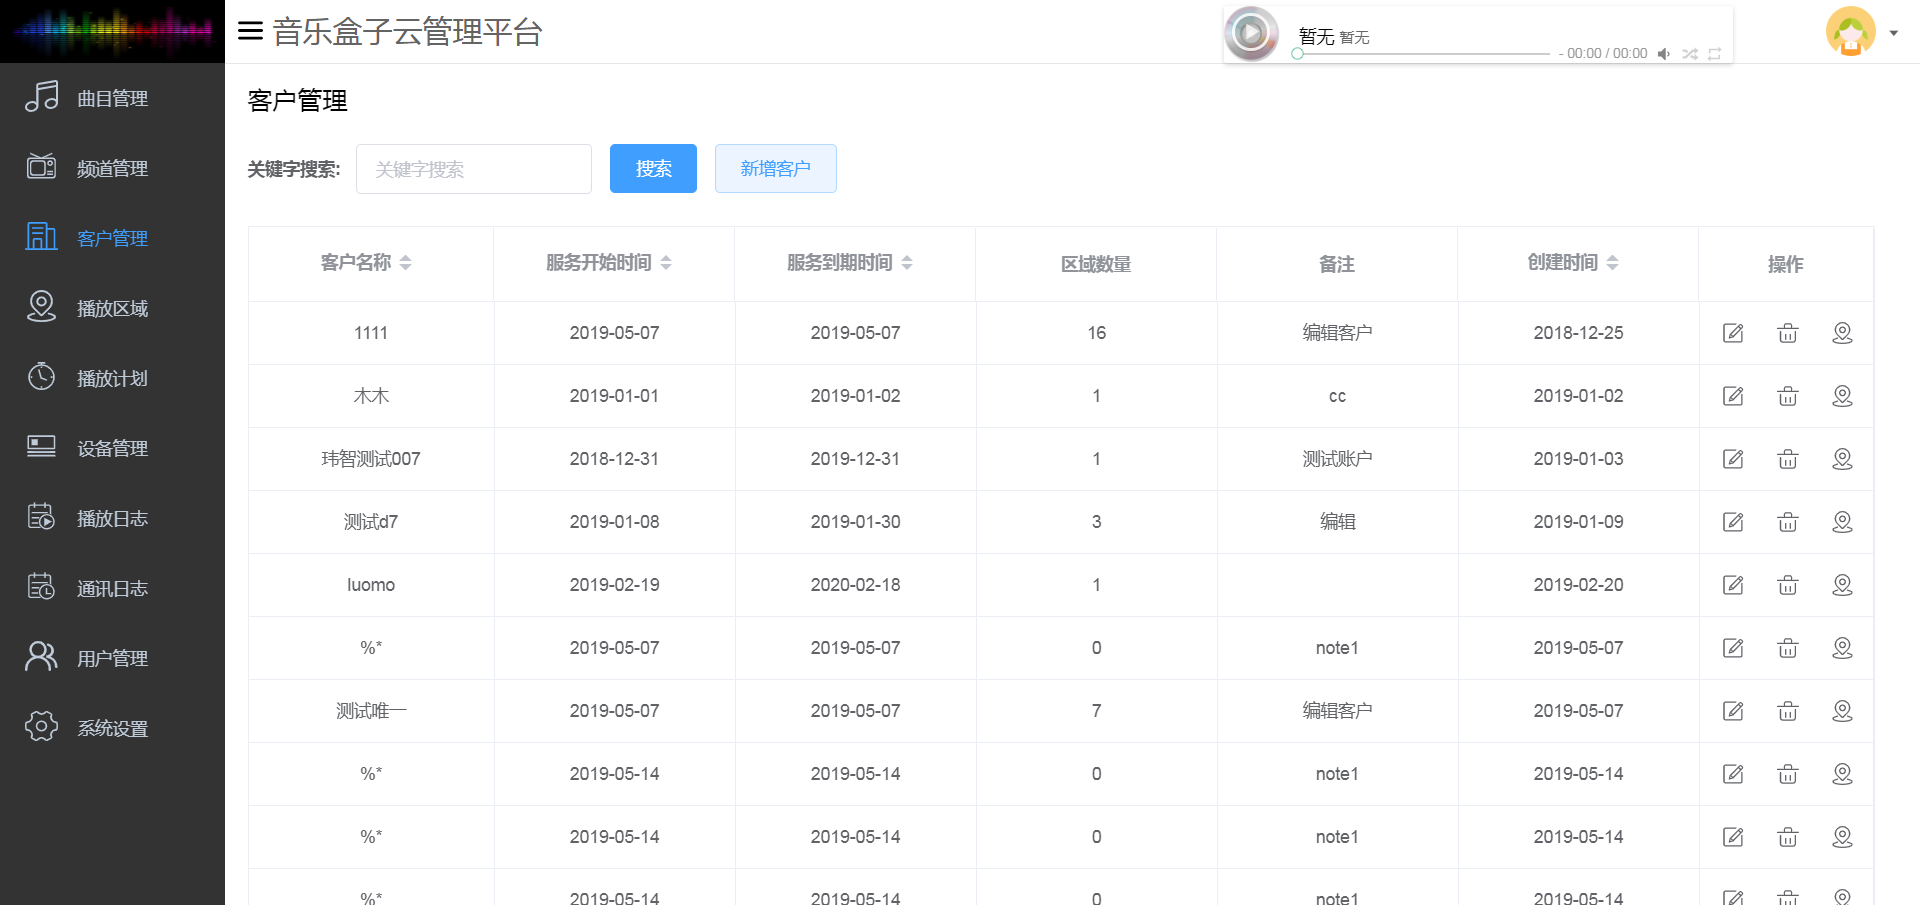 音乐盒子云管理平台
暂无 暂无
- 00:00 / 00:00
曲目管理
频道管理
客户管理
播放区域
播放计划
设备管理
播放日志
通讯日志
用户管理
系统设置
客户管理
关键字搜索: 关键字搜索 搜索 新增客户
客户名称 服务开始时间 服务到期时间 区域数量 备注 创建时间 操作
1111 2019-05-07 2019-05-07 16 编辑客户 2018-12-25
木木 2019-01-01 2019-01-02 1 cc 2019-01-02
玮智测试007 2018-12-31 2019-12-31 1 测试账户 2019-01-03
测试d7 2019-01-08 2019-01-30 3 编辑 2019-01-09
luomo 2019-02-19 2020-02-18 1 2019-02-20
%* 2019-05-07 2019-05-07 0 note1 2019-05-07
测试唯一 2019-05-07 2019-05-07 7 编辑客户 2019-05-07
%* 2019-05-14 2019-05-14 0 note1 2019-05-14
%* 2019-05-14 2019-05-14 0 note1 2019-05-14
%* 2019-05-14 2019-05-14 0 note1 2019-05-14